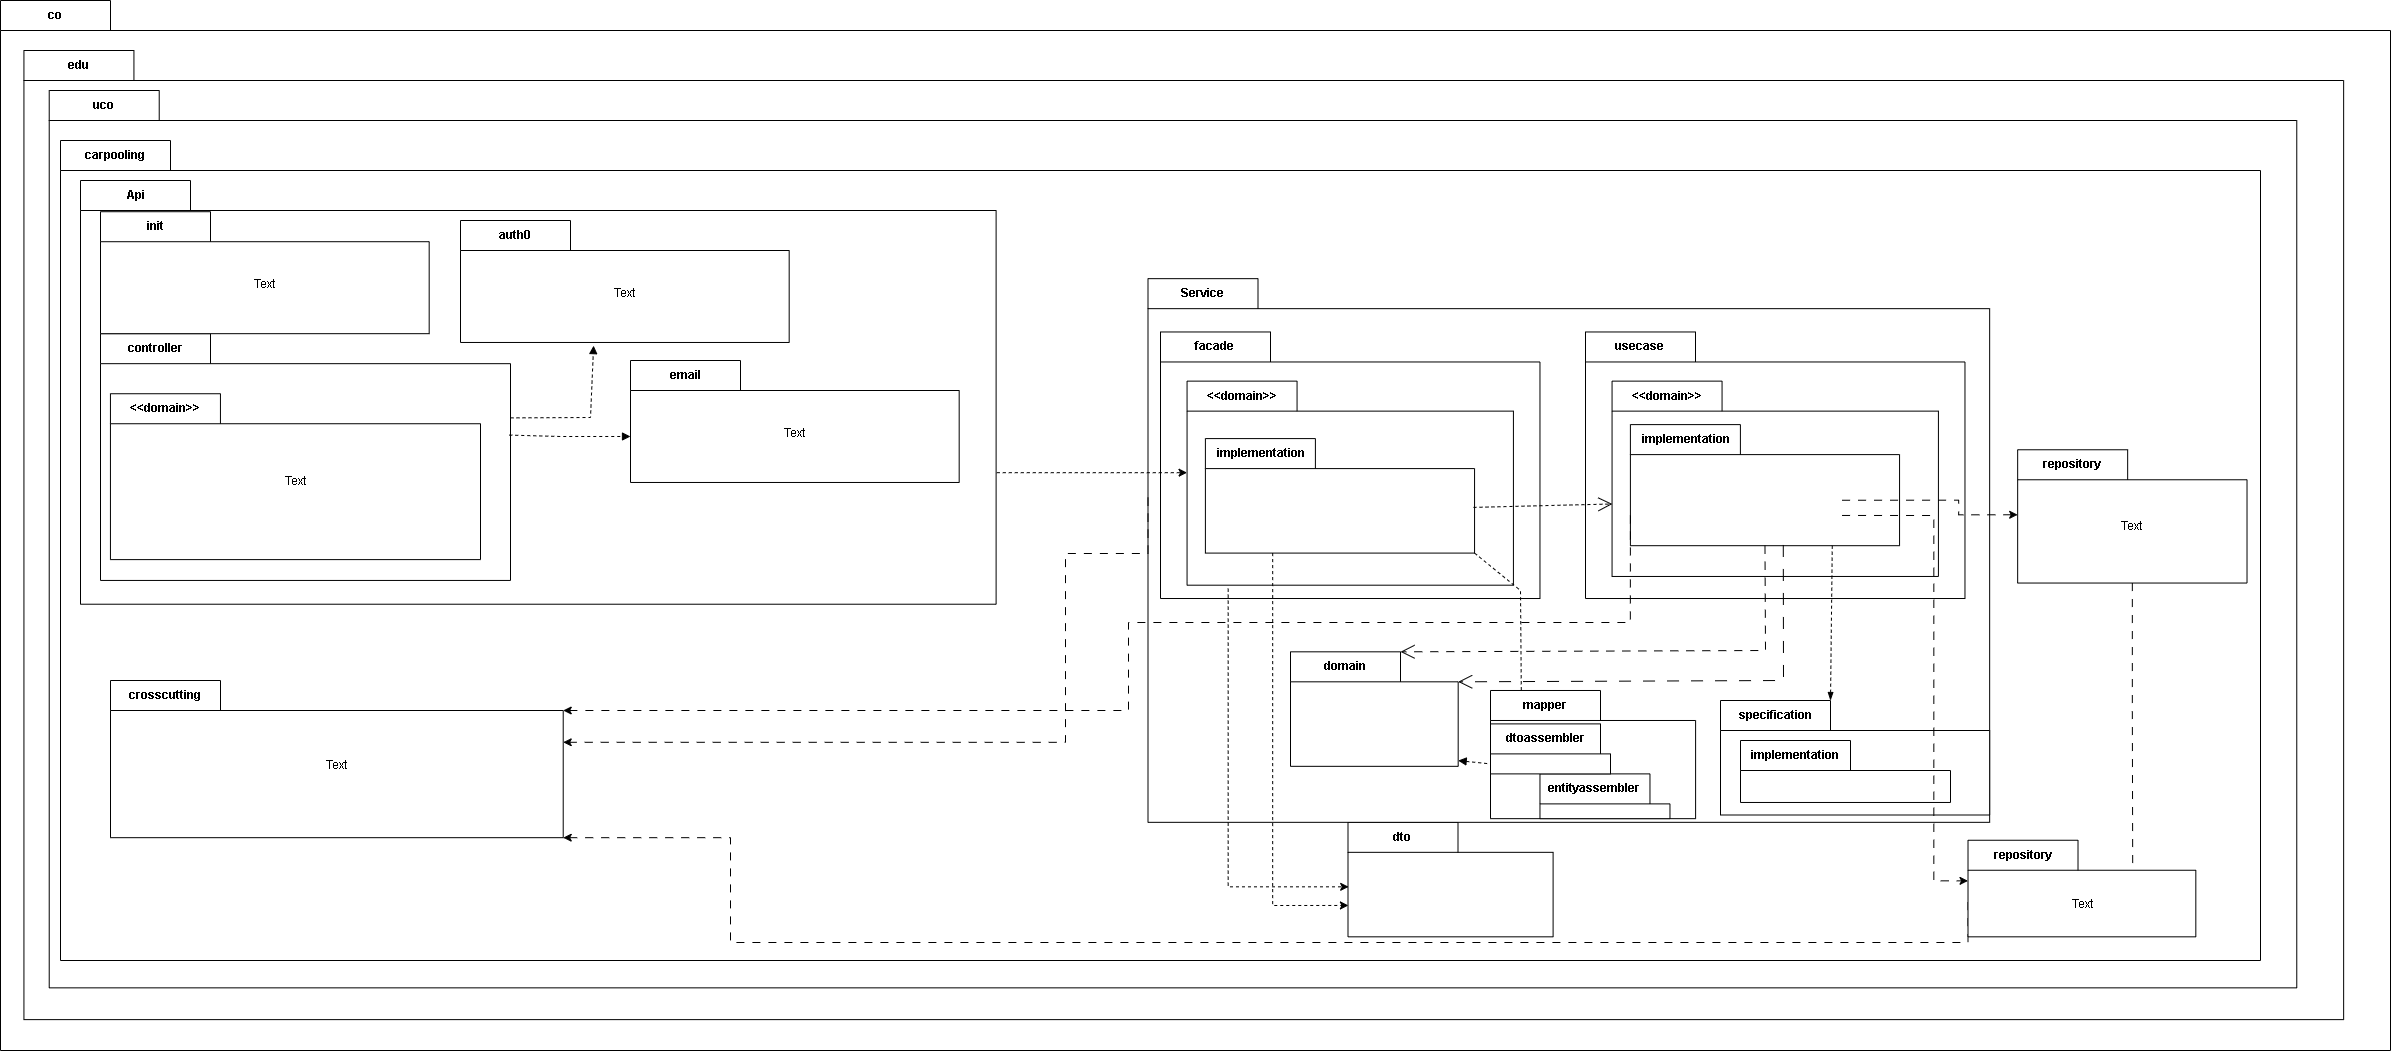 co
edu
uco
carpooling
Api
init
Text
auth0
Text
controller
<<domain>>
Text
email
Text
Service
facade
<<domain>>
implementation
usecase
<<domain>>
implementation
repository
Text
crosscutting
Text
domain
mapper
dtoassembler
entityassembler
specification
implementation
dto
repository
Text